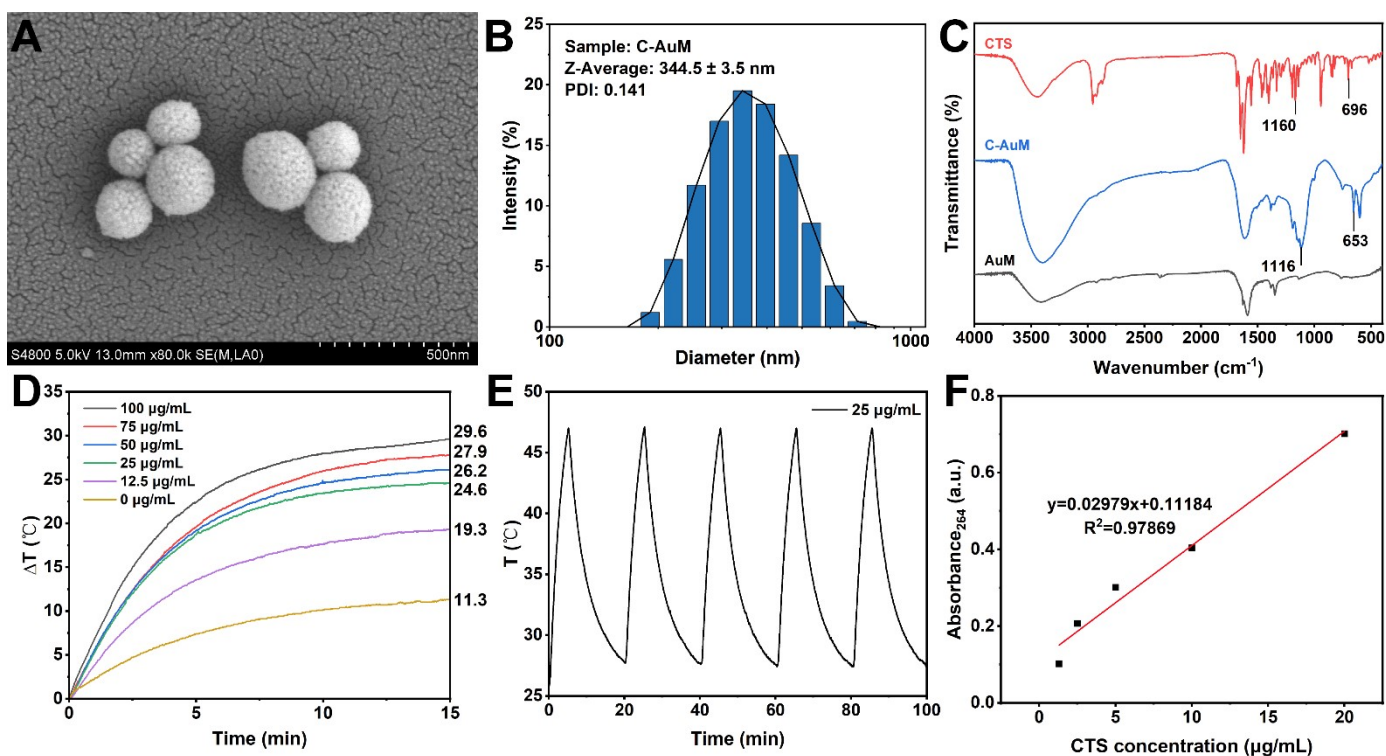 A
S4800 5.0kV 13.0mm x80.0k SE(M,LA0)
500nm
B
Sample: C-AuM
Z-Average: 344.5 ± 3.5 nm
PDI: 0.141
Intensity (%)
25
20
15
10
5
0
100
1000
Diameter (nm)
C
CTS
1160
696
C-AuM
653
1116
AuM
Transmittance (%)
4000 3500 3000 2500 2000 1500 1000 500
Wavenumber (cm⁻¹)
D
100 μg/mL
75 μg/mL
50 μg/mL
25 μg/mL
12.5 μg/mL
0 μg/mL
29.6
27.9
26.2
24.6
19.3
11.3
ΔT (℃)
35
30
25
20
15
10
5
0
0 5 10 15
Time (min)
E
25 μg/mL
T (℃)
50
45
40
35
30
25
0 20 40 60 80 100
Time (min)
F
y=0.02979x+0.11184
R²=0.97869
Absorbance₂₆₄ (a.u.)
0.8
0.6
0.4
0.2
0.0
0 5 10 15 20
CTS concentration (μg/mL)